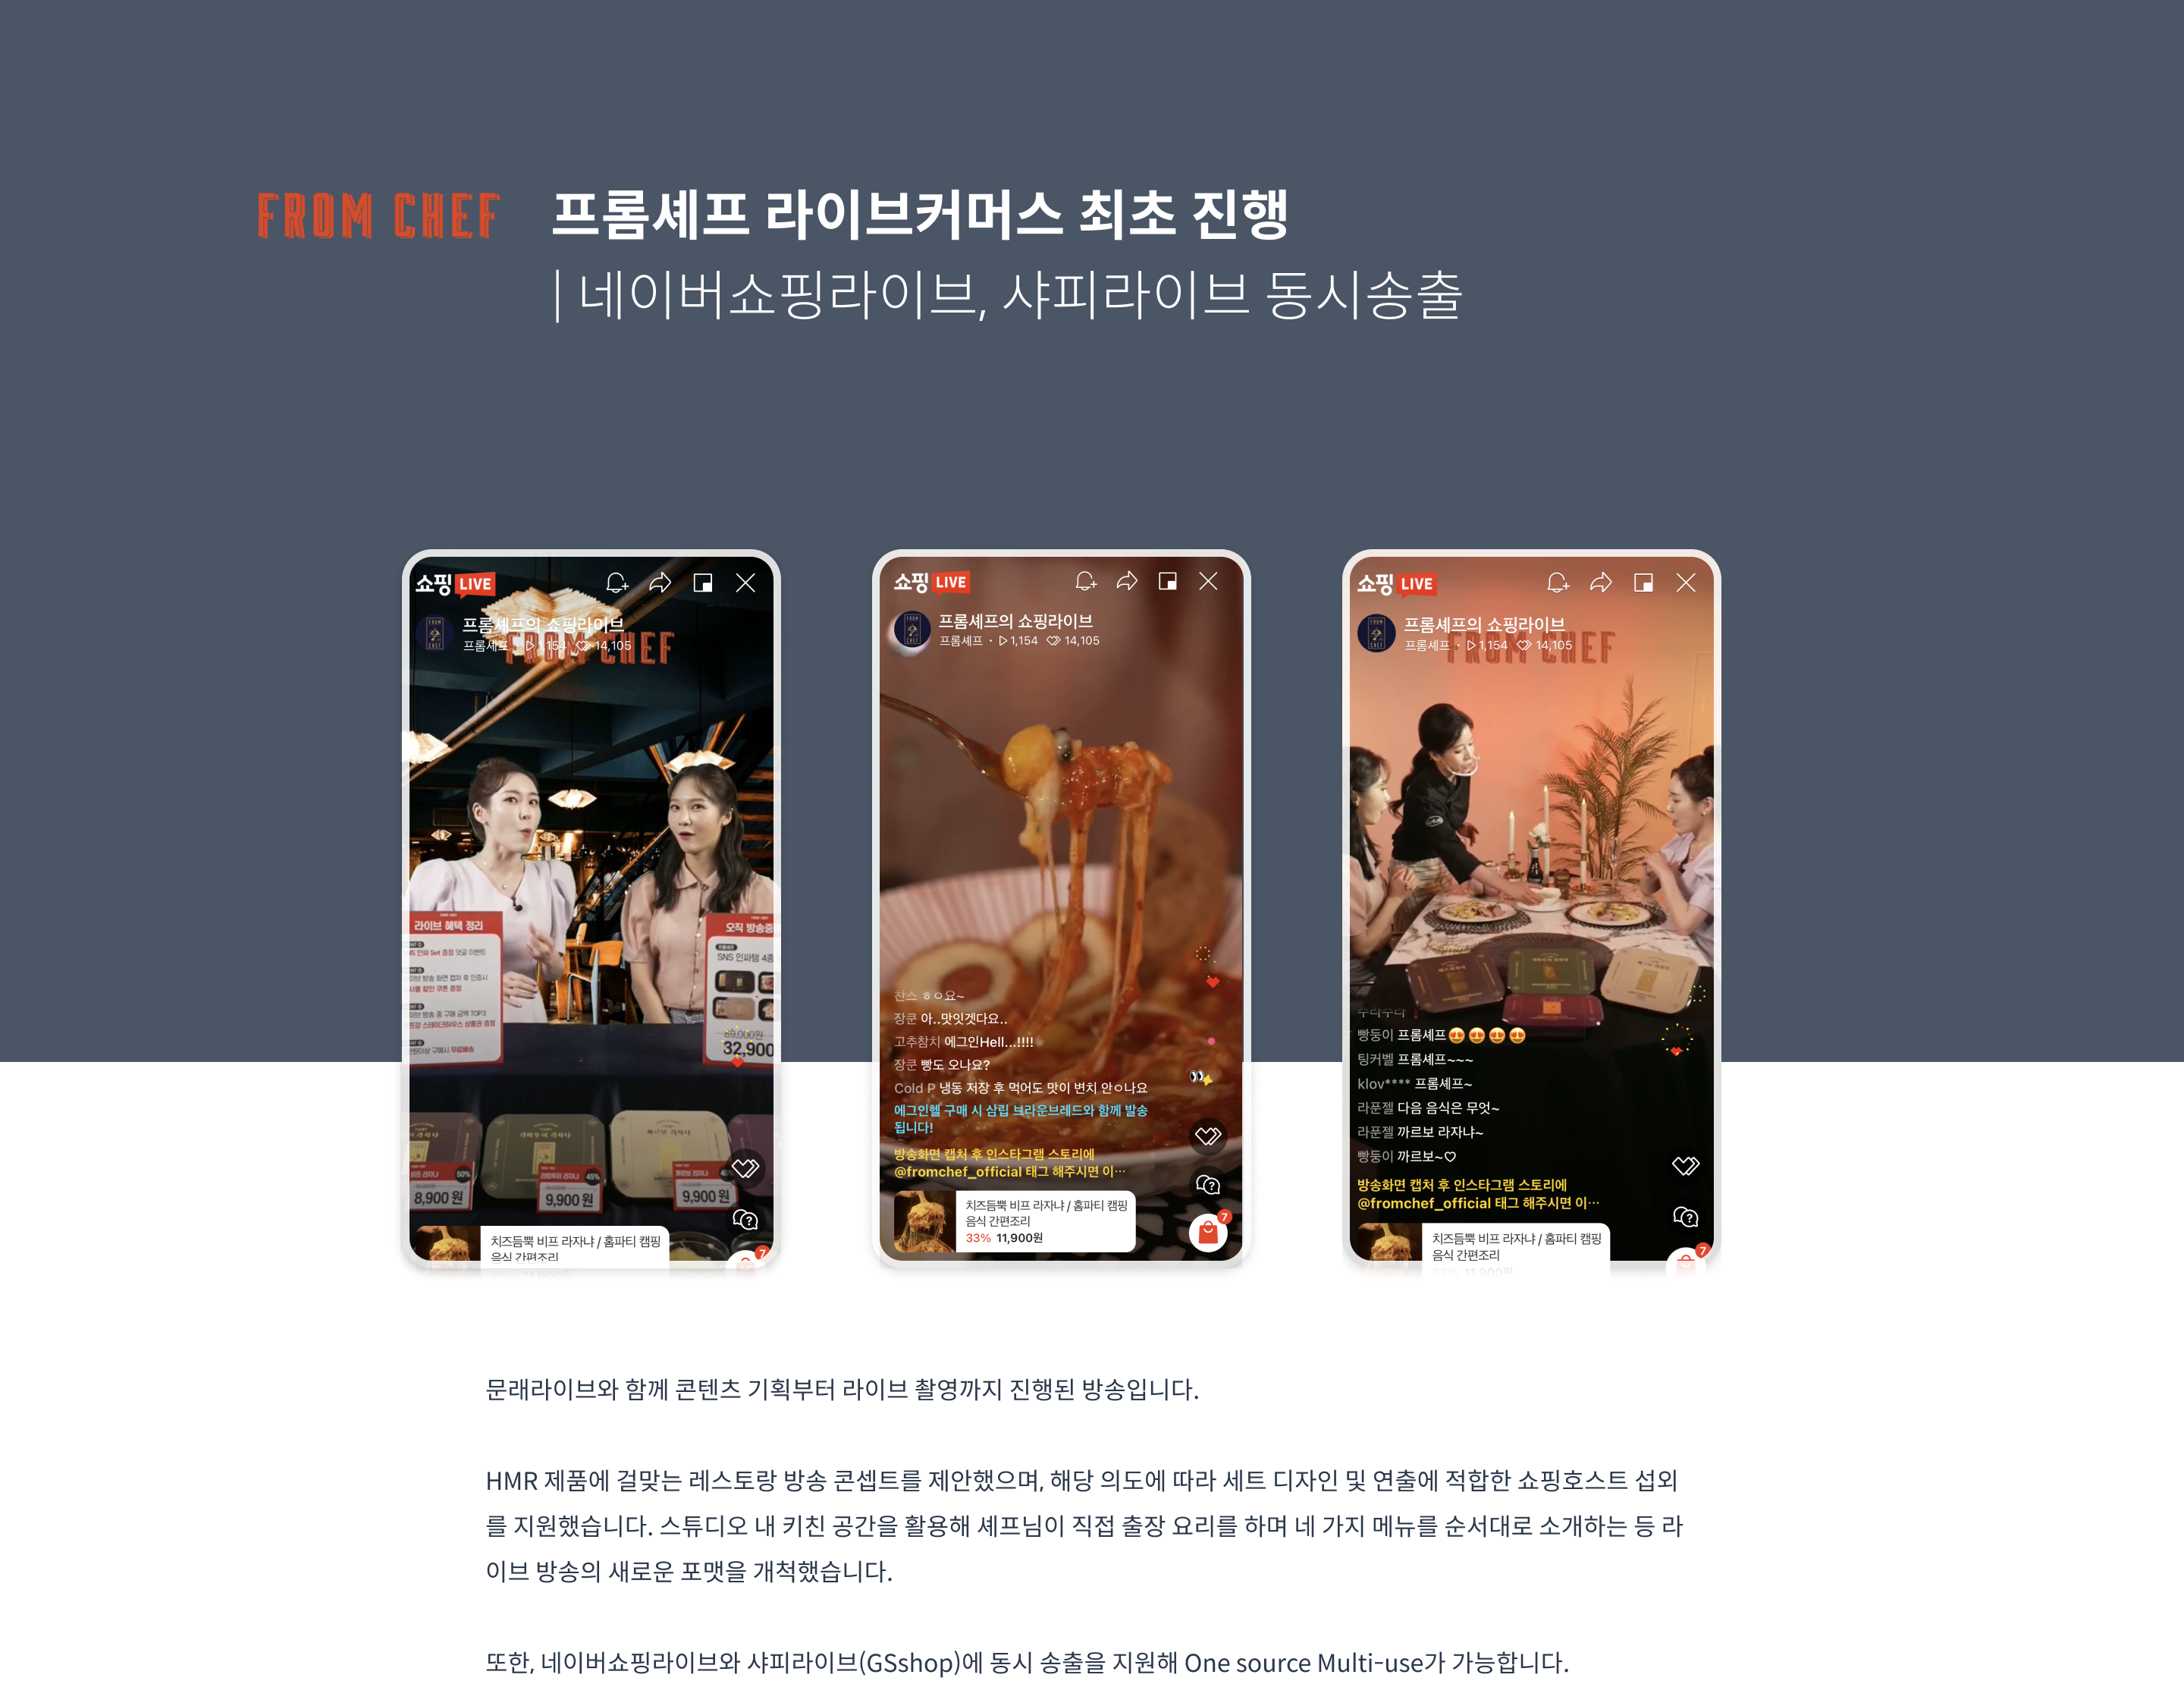 FROM CHEF
프롬셰프 라이브커머스 최초 진행
| 네이버쇼핑라이브, 샤피라이브 동시송출
쇼핑 LIVE
프롬셰프의 쇼핑라이브
프롬셰프 · 1,154 14,105
FROM CHEF
라이브 혜택 정리
오직 방송중
SNS 인싸템 4종
89,000원
32,900
50%
8,900원
45%
9,900원
9,900원
치즈듬뿍 비프 라자냐 / 홈파티 캠핑
음식 간편조리
7
쇼핑 LIVE
프롬셰프의 쇼핑라이브
프롬셰프 · 1,154 14,105
잔스 ㅎㅇ요~
장쿤 아..맛잇겟다요..
고추참치 에그인Hell...!!!!
장쿤 빵도 오나요?
Cold P 냉동 저장 후 먹어도 맛이 변치 안ㅇ나요
에그인헬 구매 시 삼립 브라운브레드와 함께 발송
됩니다!
방송화면 캡처 후 인스타그램 스토리에
@fromchef_official 태그 해주시면 이…
치즈듬뿍 비프 라자냐 / 홈파티 캠핑
음식 간편조리
33% 11,900원
7
쇼핑 LIVE
프롬셰프의 쇼핑라이브
프롬셰프 · 1,154 14,105
FROM CHEF
빵둥이 프롬셰프😍😍😍😍
팅커벨 프롬셰프~~~
klov**** 프롬셰프~
라푼젤 다음 음식은 무엇~
라푼젤 까르보 라자냐~
빵둥이 까르보~♡
방송화면 캡처 후 인스타그램 스토리에
@fromchef_official 태그 해주시면 이…
치즈듬뿍 비프 라자냐 / 홈파티 캠핑
음식 간편조리
7
문래라이브와 함께 콘텐츠 기획부터 라이브 촬영까지 진행된 방송입니다.
HMR 제품에 걸맞는 레스토랑 방송 콘셉트를 제안했으며, 해당 의도에 따라 세트 디자인 및 연출에 적합한 쇼핑호스트 섭외
를 지원했습니다. 스튜디오 내 키친 공간을 활용해 셰프님이 직접 출장 요리를 하며 네 가지 메뉴를 순서대로 소개하는 등 라
이브 방송의 새로운 포맷을 개척했습니다.
또한, 네이버쇼핑라이브와 샤피라이브(GSshop)에 동시 송출을 지원해 One source Multi-use가 가능합니다.